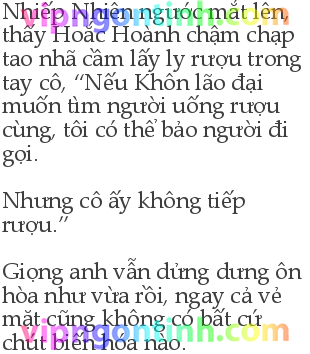 Nhiếp Nhiên ngước mắt lên,
thấy Hoắc Hoành chậm chạp
tao nhã cầm lấy ly rượu trong
tay cô, “Nếu Khôn lão đại
muốn tìm người uống rượu
cùng, tôi có thể bảo người đi
gọi.
Nhưng cô ấy không tiếp
rượu.”
Giọng anh vẫn dửng dưng ôn
hòa như vừa rồi, ngay cả vẻ
mặt cũng không có bất cứ
chút biến hóa nào.
vipngontinh.com
vipngontinh.com